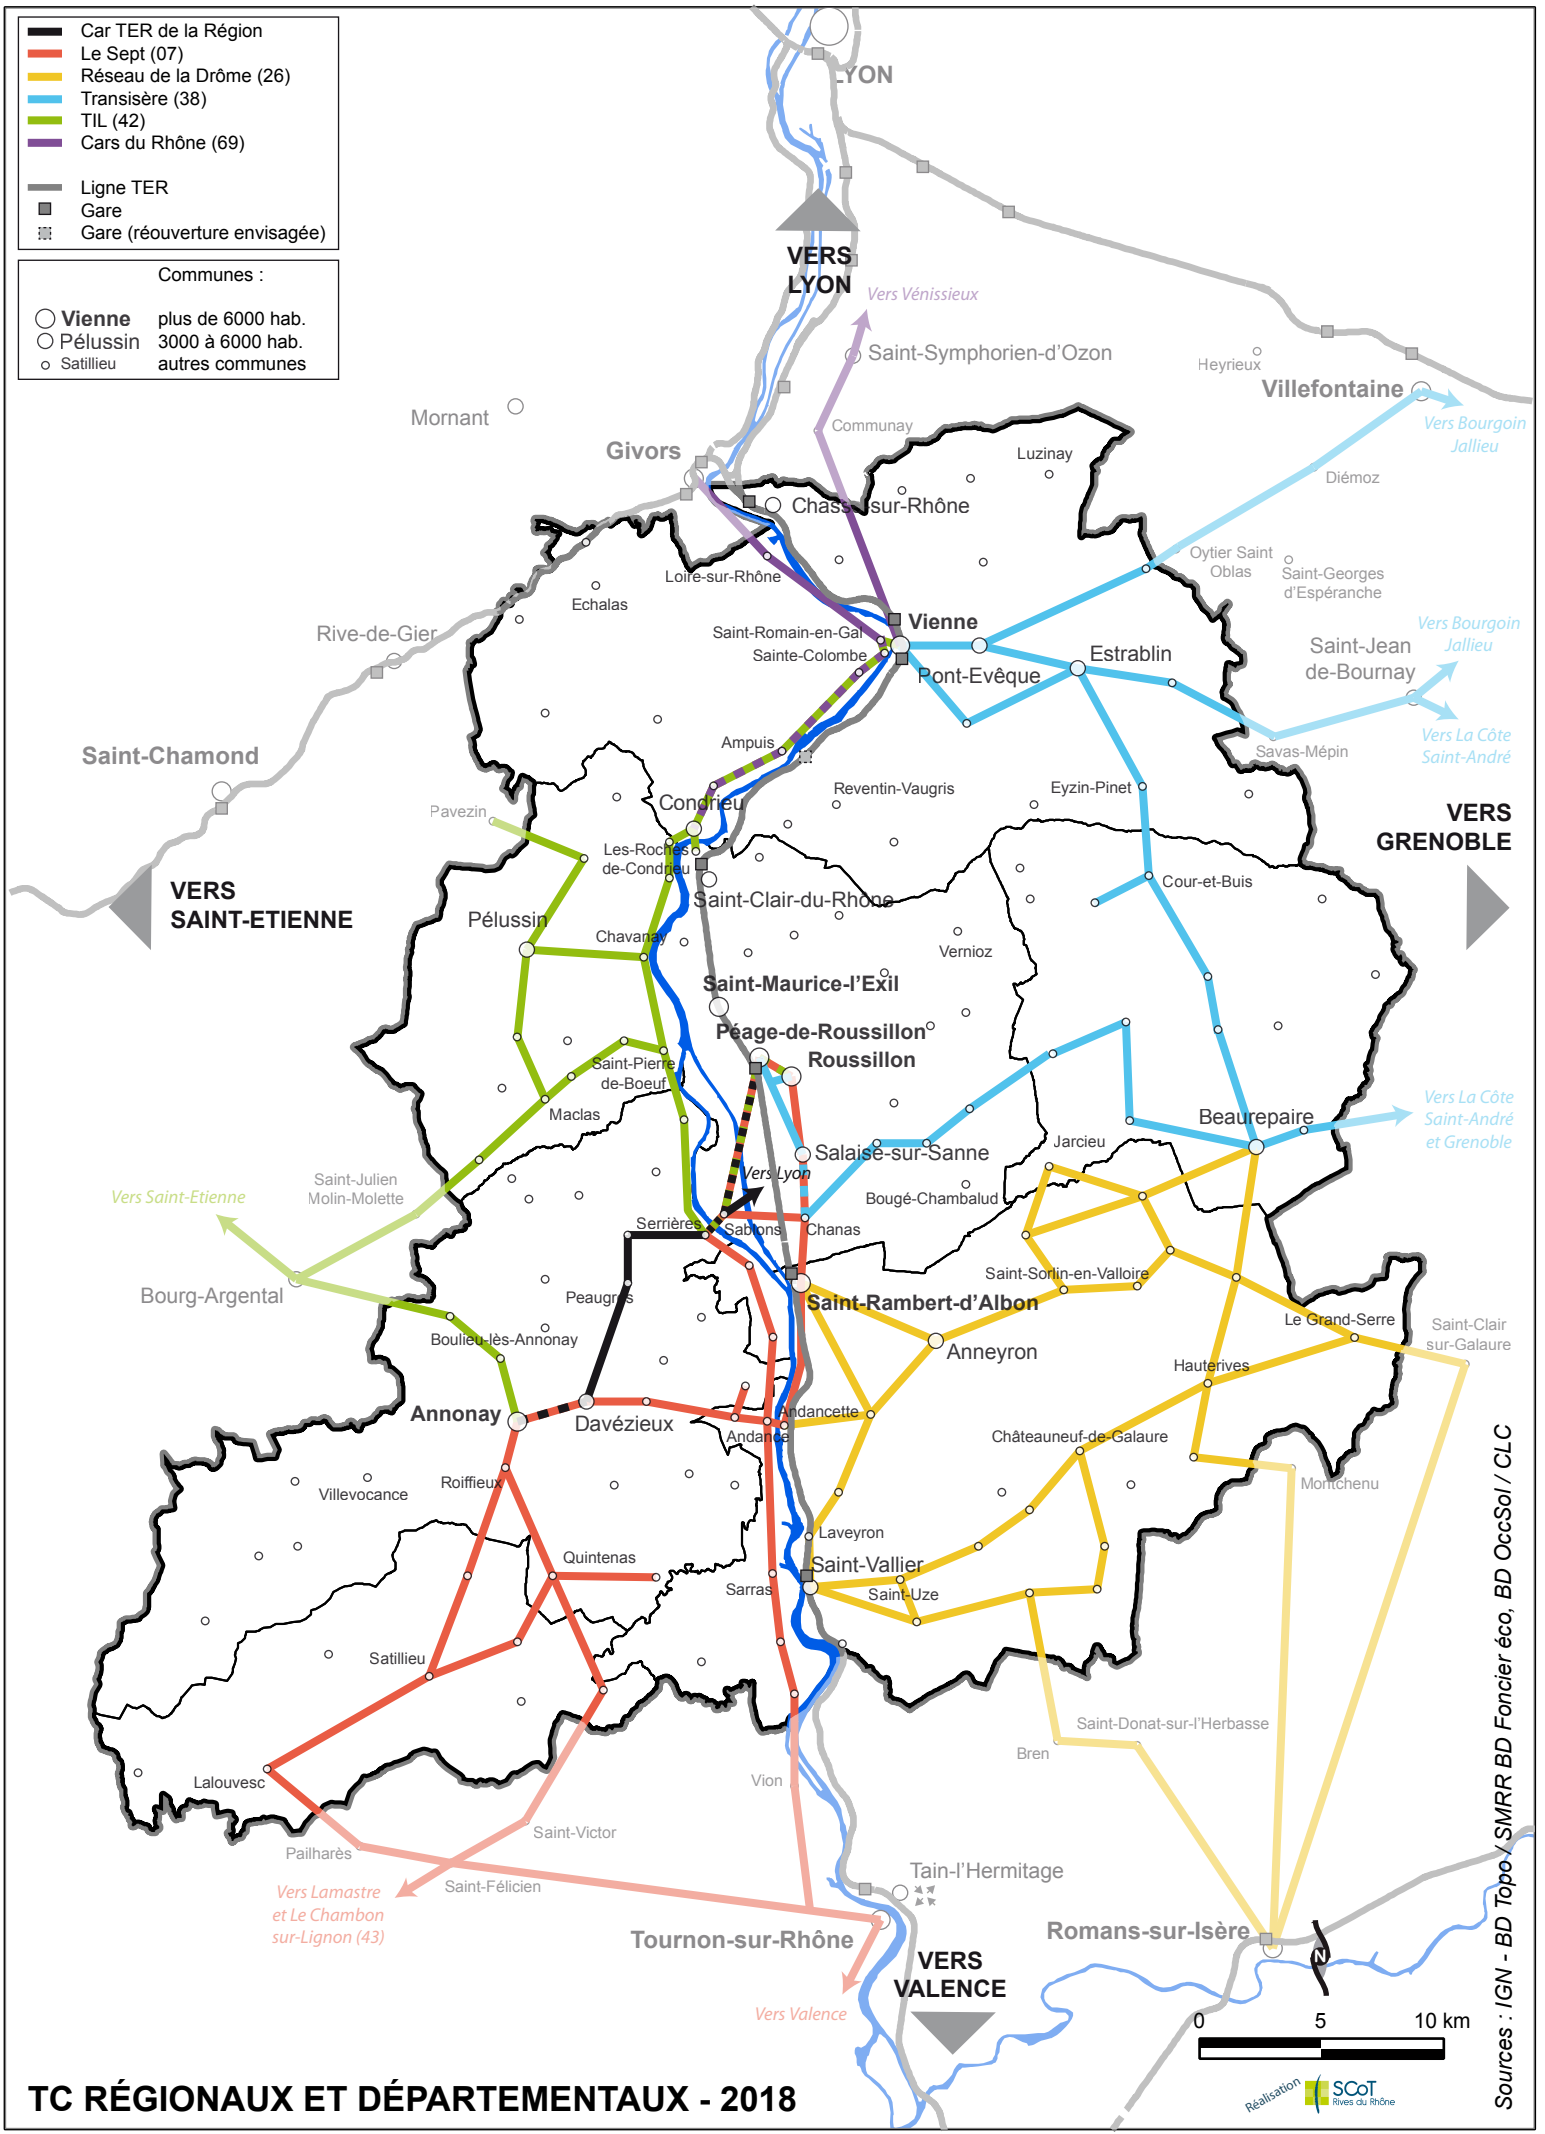 Car TER de la Région
Le Sept (07)
Réseau de la Drôme (26)
Transisère (38)
TIL (42)
Cars du Rhône (69)
Ligne TER
Gare
Gare (réouverture envisagée)
Communes :
Vienne plus de 6000 hab.
Pélussin 3000 à 6000 hab.
Satillieu autres communes
LYON
VERS
LYON
Vers Vénissieux
Saint-Symphorien-d'Ozon
Heyrieux
Villefontaine
Vers Bourgoin
Jallieu
Mornant
Communay
Givors
Luzinay
Diémoz
Chasse-sur-Rhône
Oytier Saint
Oblas
Saint-Georges
d'Espéranche
Loire-sur-Rhône
Echalas
Rive-de-Gier
Saint-Romain-en-Gal
Vienne
Sainte-Colombe
Pont-Evêque
Estrablin
Saint-Jean
de-Bournay
Vers Bourgoin
Jallieu
Vers La Côte
Saint-André
Saint-Chamond
Ampuis
Savas-Mépin
Reventin-Vaugris
Eyzin-Pinet
Pavezin
Condrieu
VERS
GRENOBLE
Les-Roches
de-Condrieu
VERS
SAINT-ETIENNE
Saint-Clair-du-Rhône
Cour-et-Buis
Pélussin
Chavanay
Vernioz
Saint-Maurice-l'Exil
Péage-de-Roussillon
Roussillon
Saint-Pierre
de-Boeuf
Maclas
Beaurepaire
Vers La Côte
Saint-André
et Grenoble
Salaise-sur-Sanne
Jarcieu
Vers Lyon
Bougé-Chambalud
Saint-Julien
Molin-Molette
Vers Saint-Etienne
Serrières
Sablons
Chanas
Bourg-Argental
Peaugres
Saint-Sorlin-en-Valloire
Saint-Rambert-d'Albon
Le Grand-Serre
Saint-Clair
sur-Galaure
Boulieu-lès-Annonay
Anneyron
Hauterives
Annonay
Davézieux
Andancette
Andance
Châteauneuf-de-Galaure
Roiffieux
Villevocance
Montchenu
Laveyron
Quintenas
Saint-Vallier
Sarras
Saint-Uze
Satillieu
Saint-Donat-sur-l'Herbasse
Bren
Lalouvesc
Vion
Saint-Victor
Pailharès
Saint-Félicien
Vers Lamastre
et Le Chambon
sur-Lignon (43)
Tain-l'Hermitage
Tournon-sur-Rhône
Romans-sur-Isère
VERS
VALENCE
Vers Valence
N
0 5 10 km
Réalisation
SCoT
Rives du Rhône
TC RÉGIONAUX ET DÉPARTEMENTAUX - 2018
Sources : IGN - BD Topo / SMRR BD Foncier éco, BD OccSol / CLC